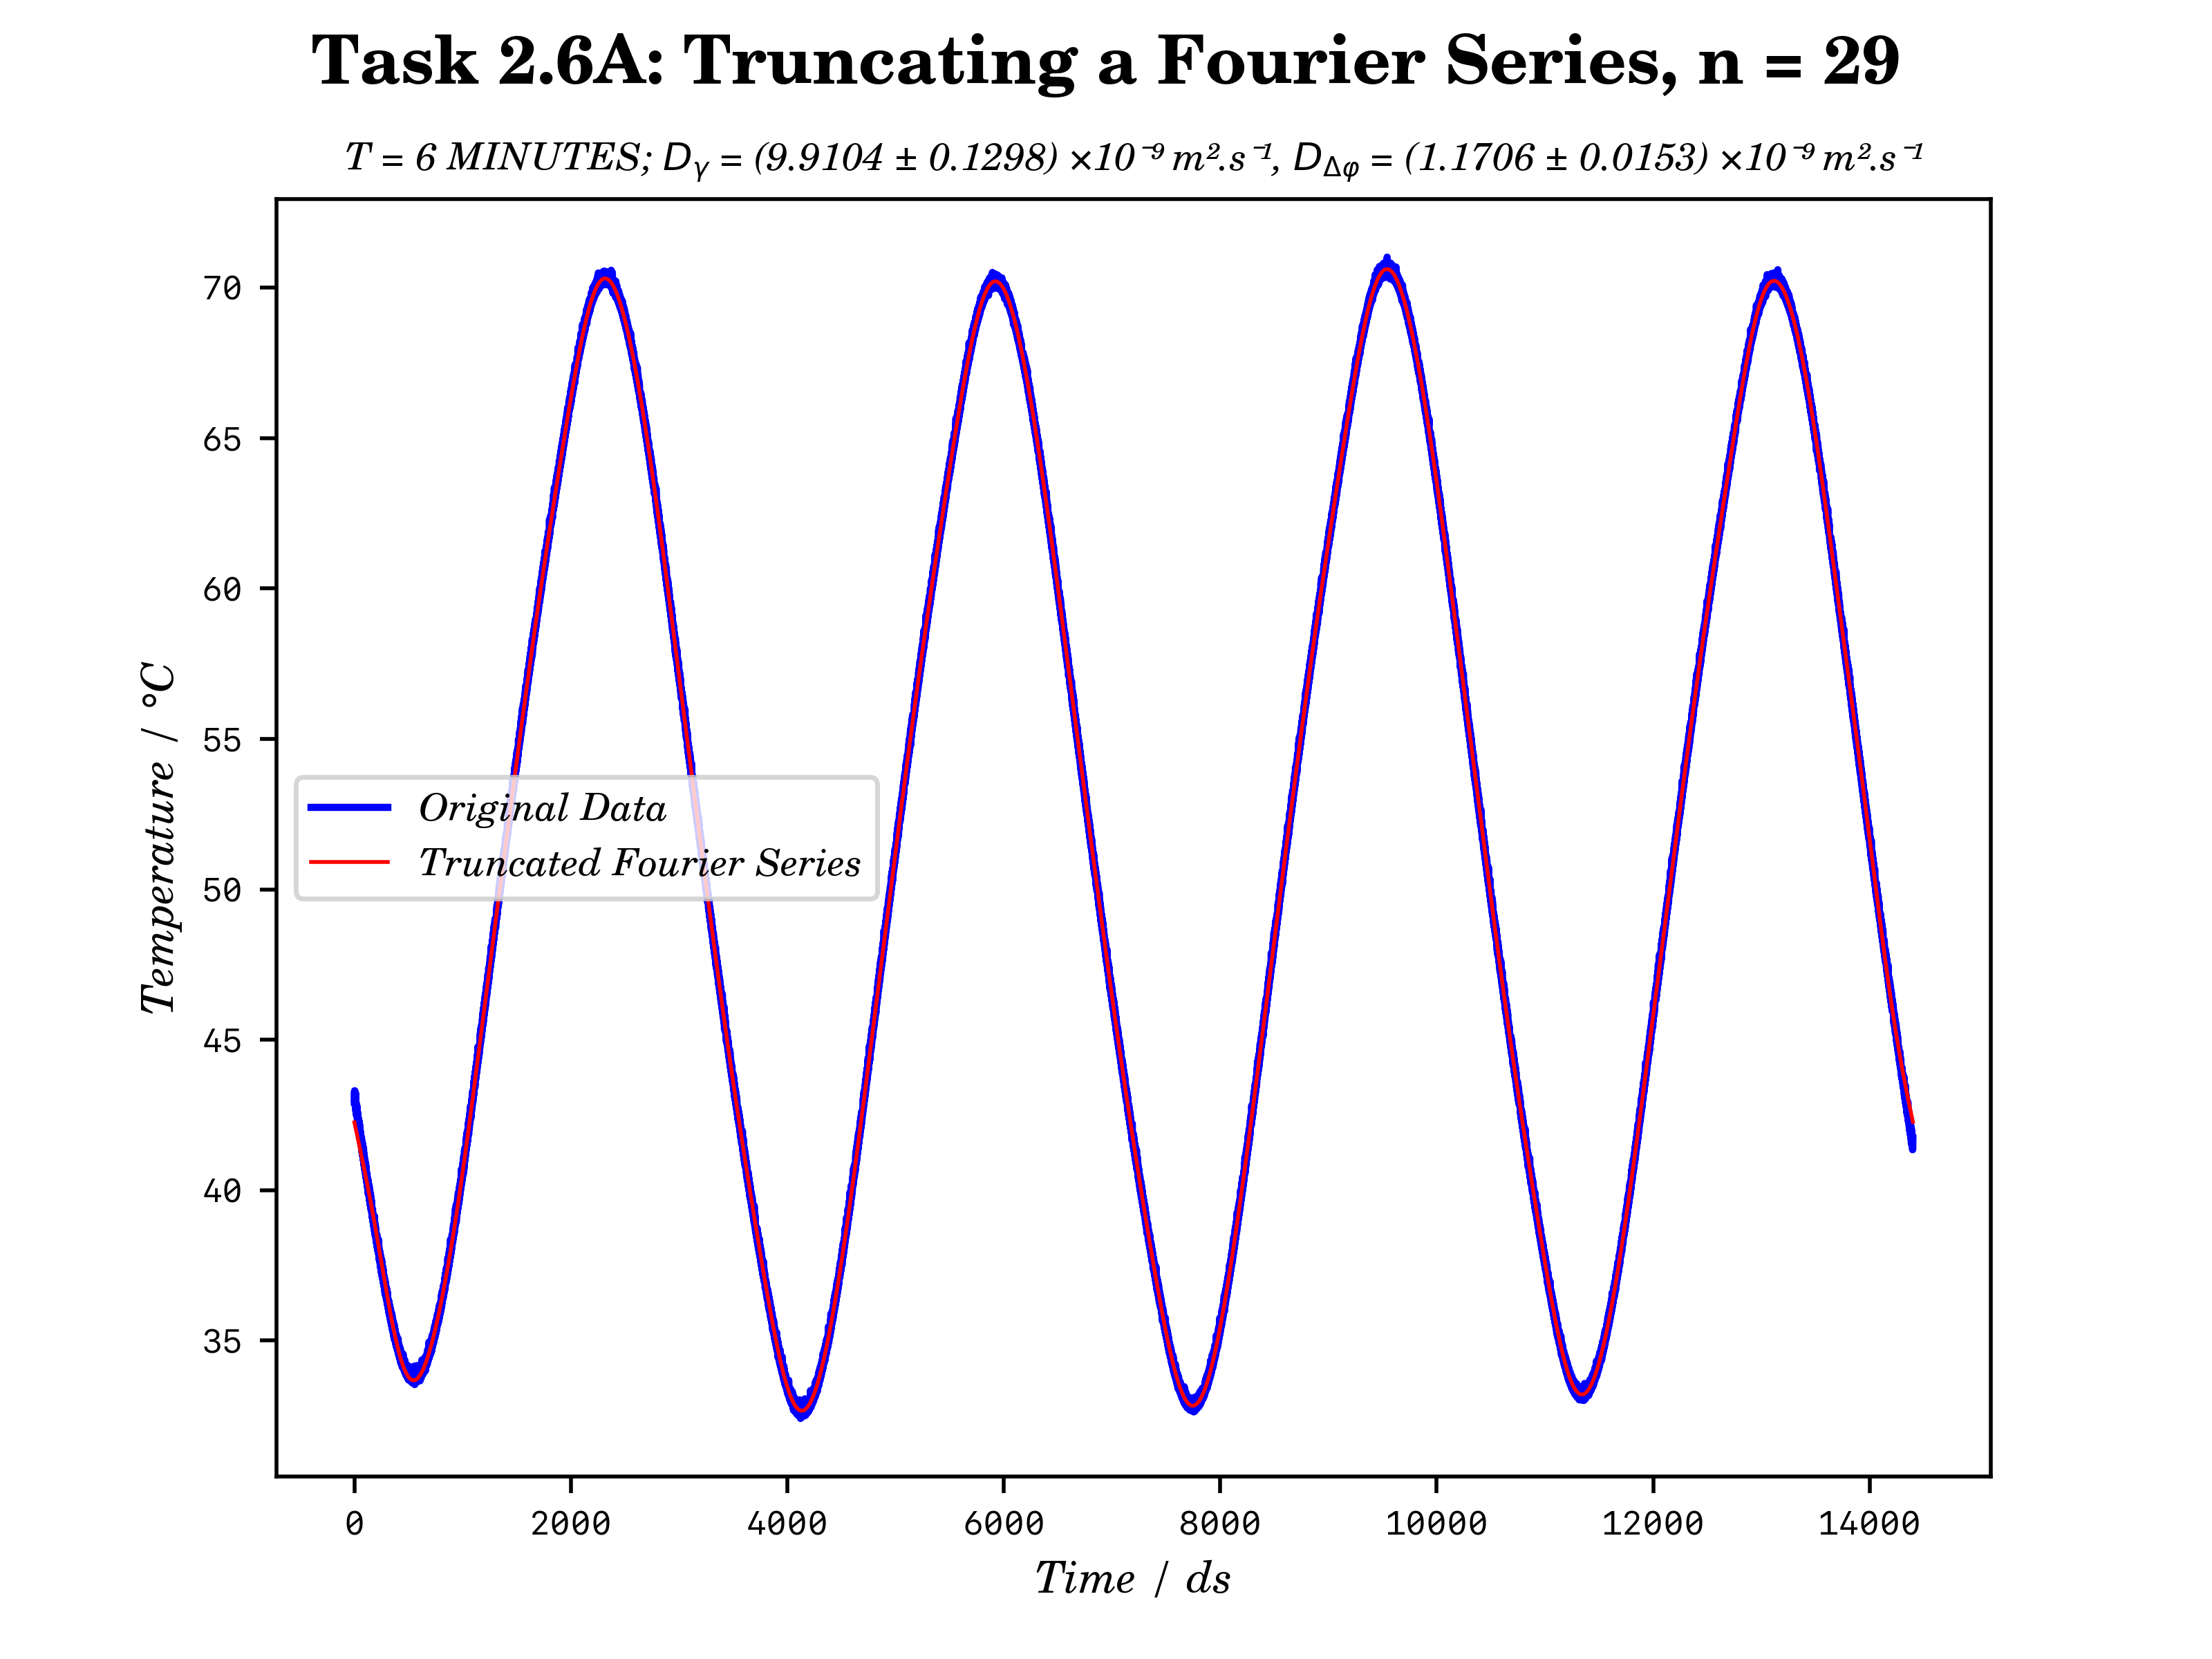 Task 2.6A: Truncating a Fourier Series, n = 29
T = 6 MINUTES; Dᵧ = (9.9104 ± 0.1298) ×10⁻⁹ m².s⁻¹, D_Δφ = (1.1706 ± 0.0153) ×10⁻⁹ m².s⁻¹
70
65
60
55
50
45
40
35
Temperature / °C
Original Data
Truncated Fourier Series
0 2000 4000 6000 8000 10000 12000 14000
Time / ds